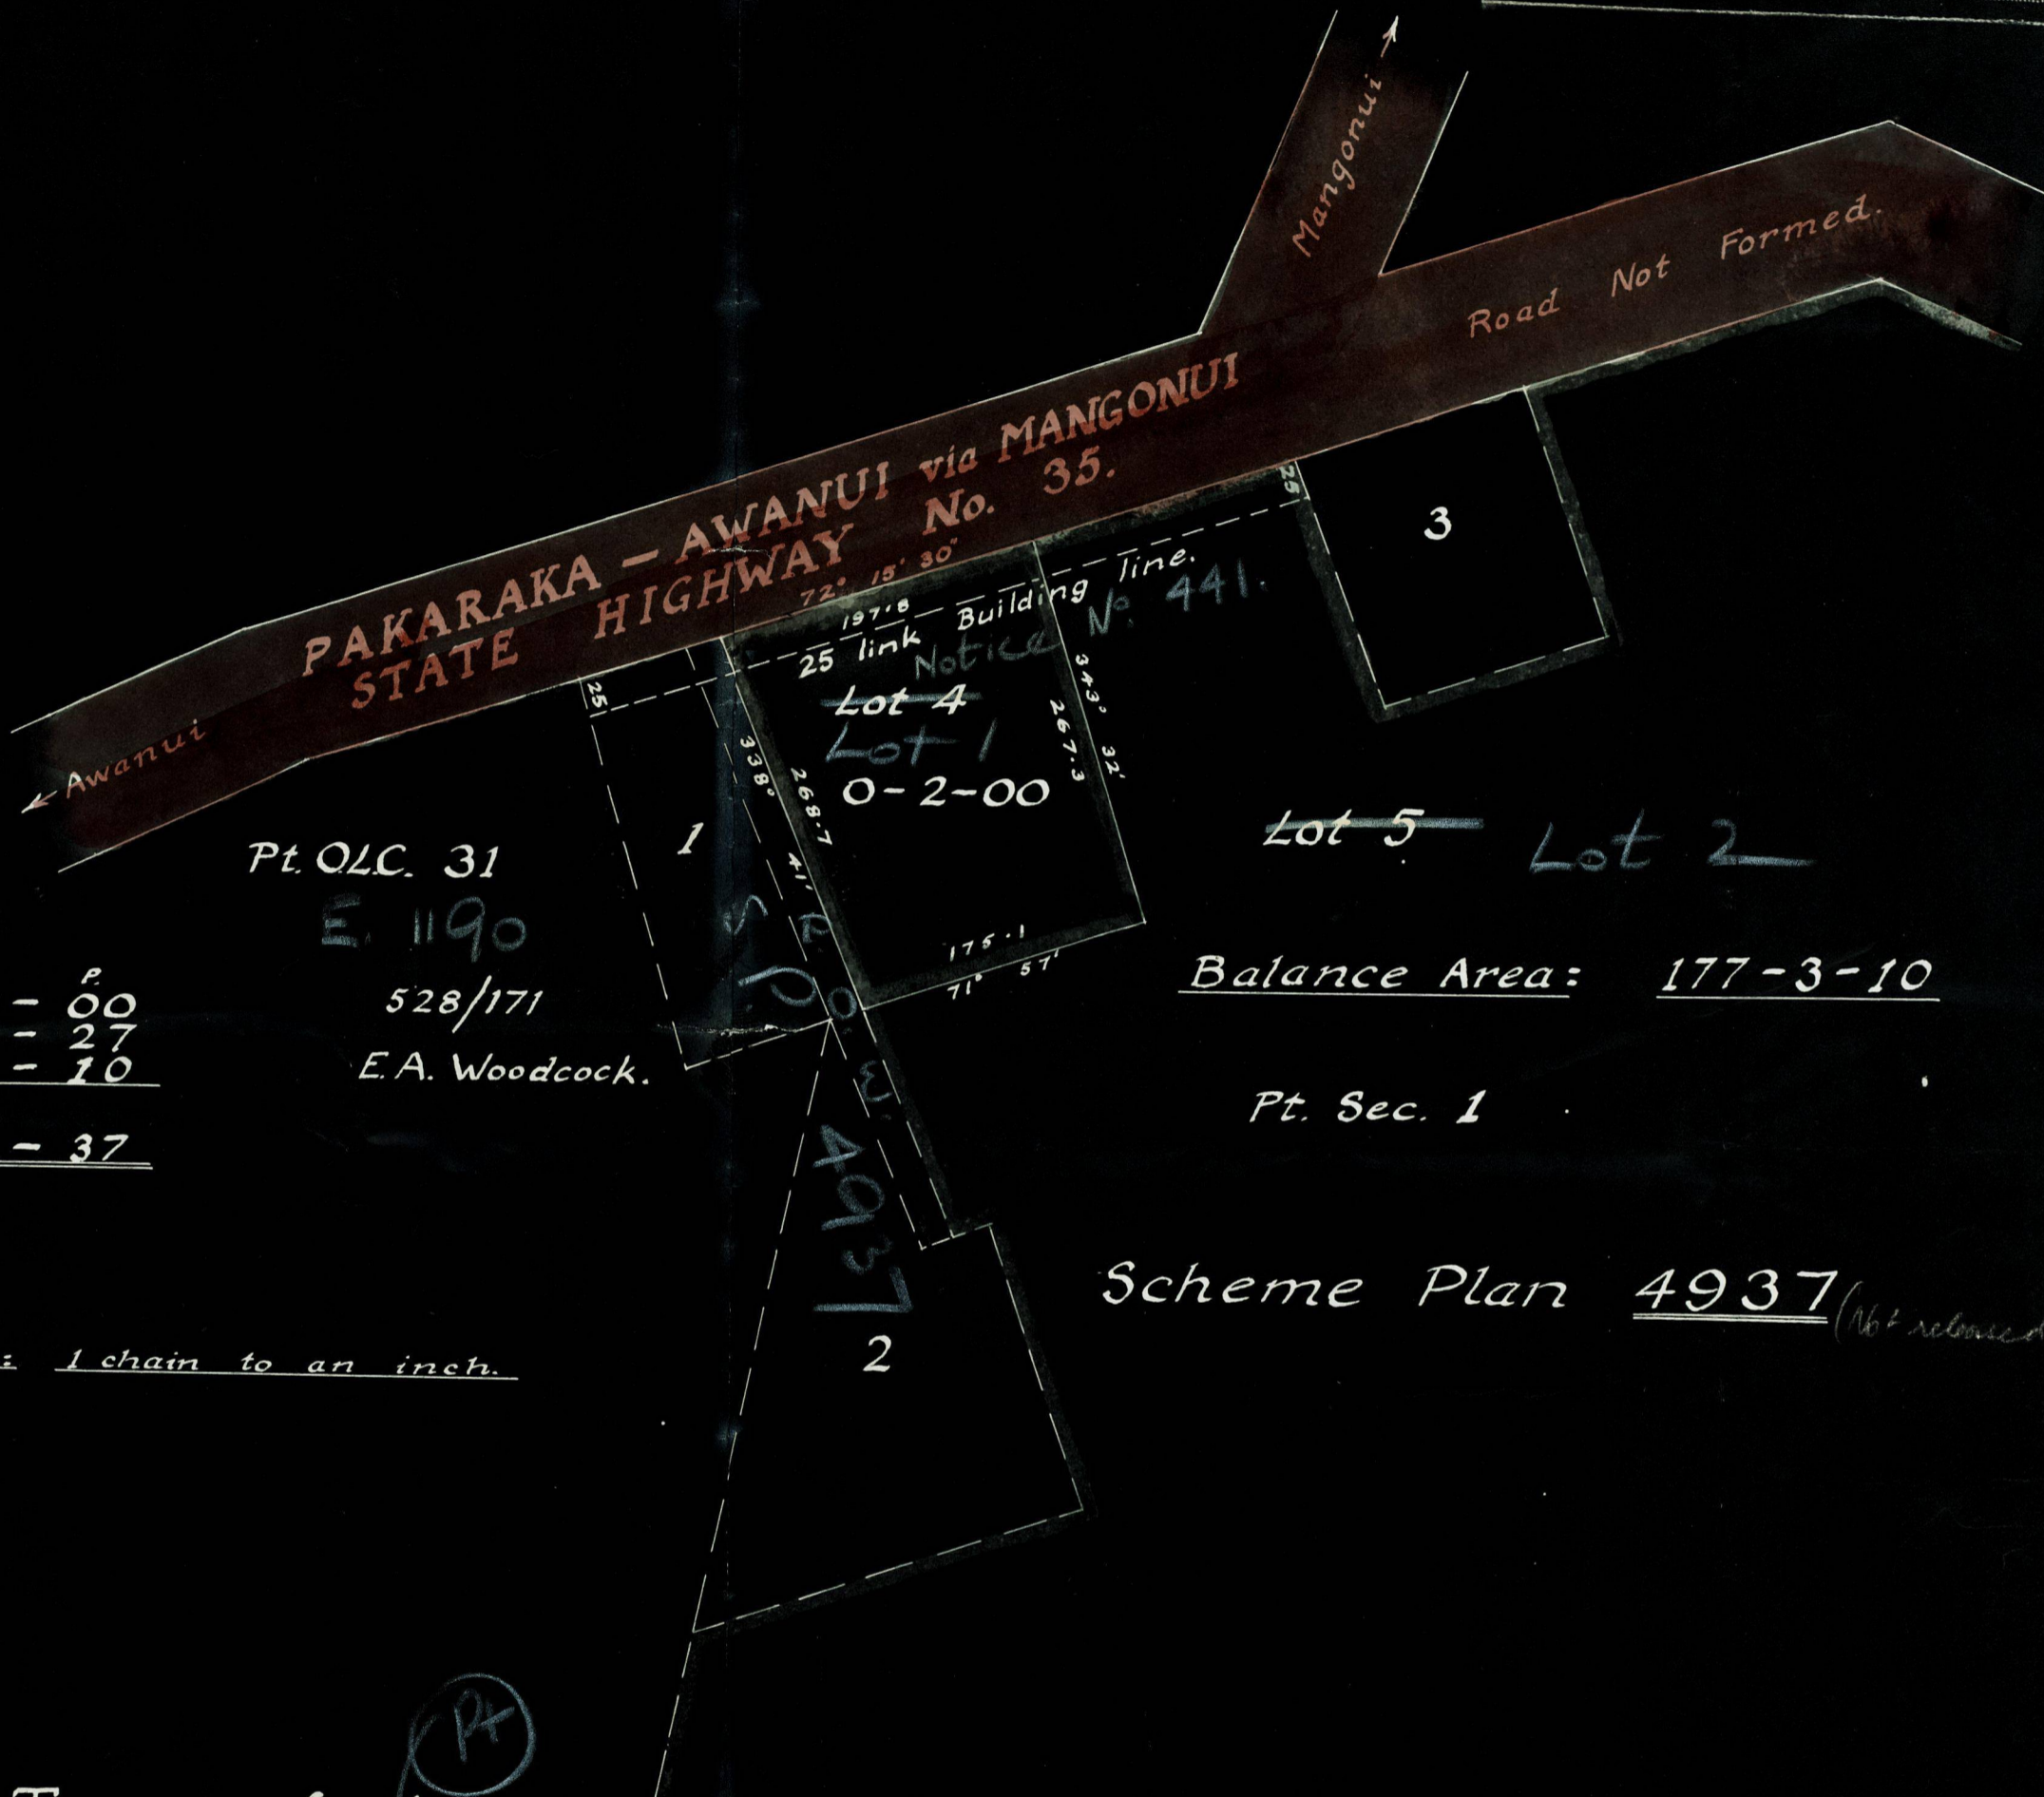 Mangonui
Road Not Formed.
PAKARAKA — AWANUI via MANGONUI
STATE HIGHWAY No. 35.
Awanui
72° 15' 30"
197.8
25 link Building line.
Notice No. 441.
25
25
3
Lot 4
Lot 1
0-2-00
338° 41'
268.7
343° 32'
267.3
175.1
71° 57'
1
Lot 5 Lot 2
Pt. O.L.C. 31
E. 1190
528/171
E.A. Woodcock.
P.
- 00
- 27
- 10
- 37
Balance Area: 177-3-10
Pt. Sec. 1
R.O.W.
S.P. 4937
2
Scheme Plan 4937 (Not released
: 1 chain to an inch.
Pt